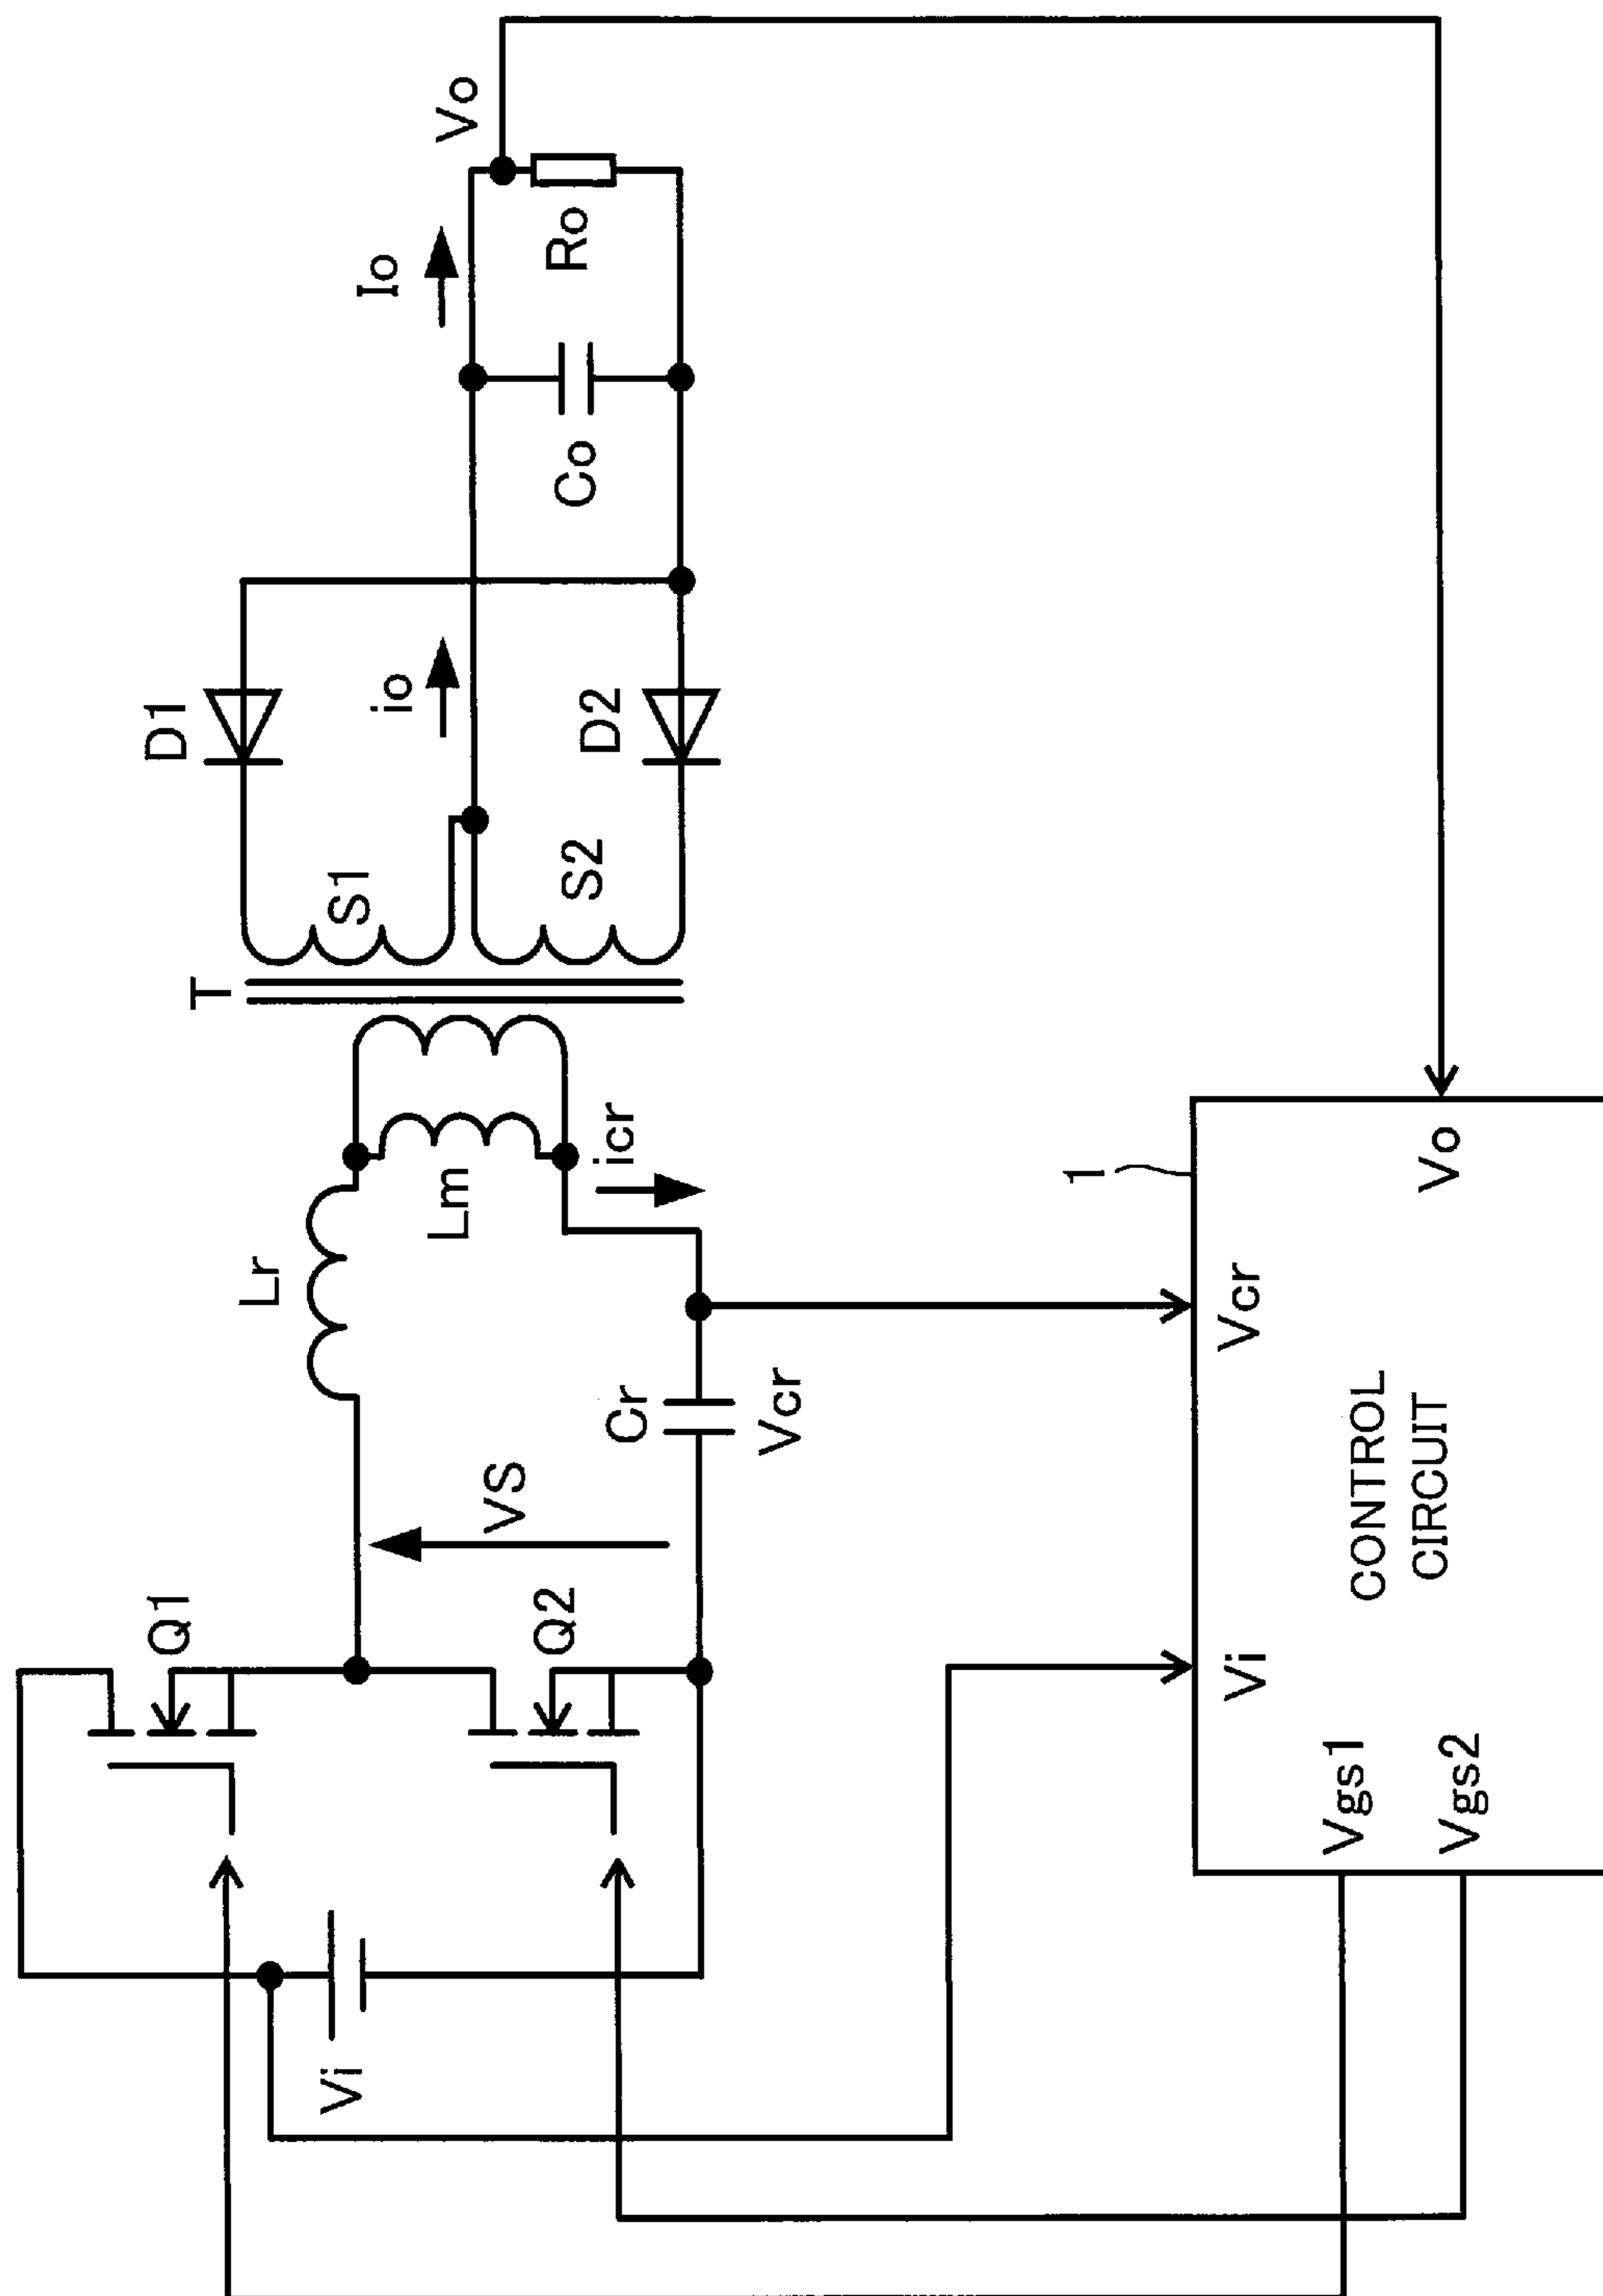 Vi
Q1
Q2
VS
Lr
Lm
Cr
Vcr
icr
T
S1
S2
D1
D2
io
Co
Io
Ro
Vo
Vgs1
Vgs2
Vi
CONTROL
CIRCUIT
Vcr
Vo
1